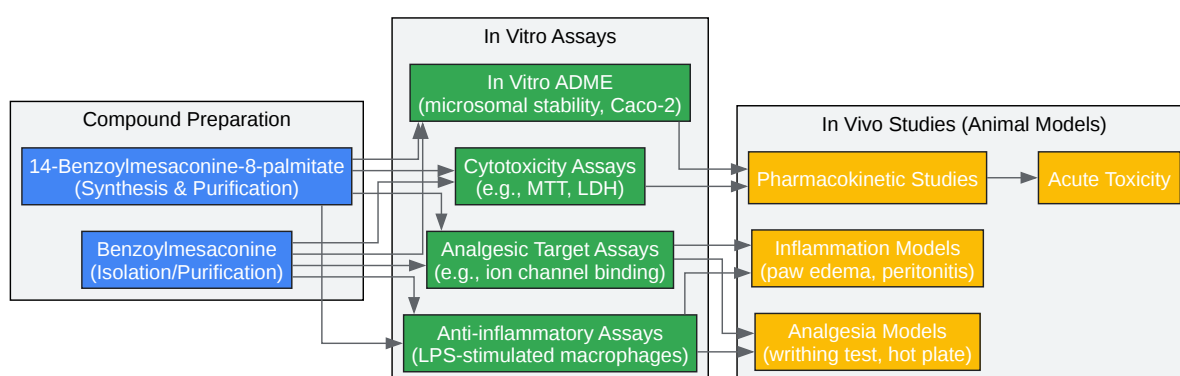 Compound Preparation
14-Benzoylmesaconine-8-palmitate
(Synthesis & Purification)
Benzoylmesaconine
(Isolation/Purification)
In Vitro Assays
In Vitro ADME
(microsomal stability, Caco-2)
Cytotoxicity Assays
(e.g., MTT, LDH)
Analgesic Target Assays
(e.g., ion channel binding)
Anti-inflammatory Assays
(LPS-stimulated macrophages)
In Vivo Studies (Animal Models)
Pharmacokinetic Studies
Acute Toxicity
Inflammation Models
(paw edema, peritonitis)
Analgesia Models
(writhing test, hot plate)